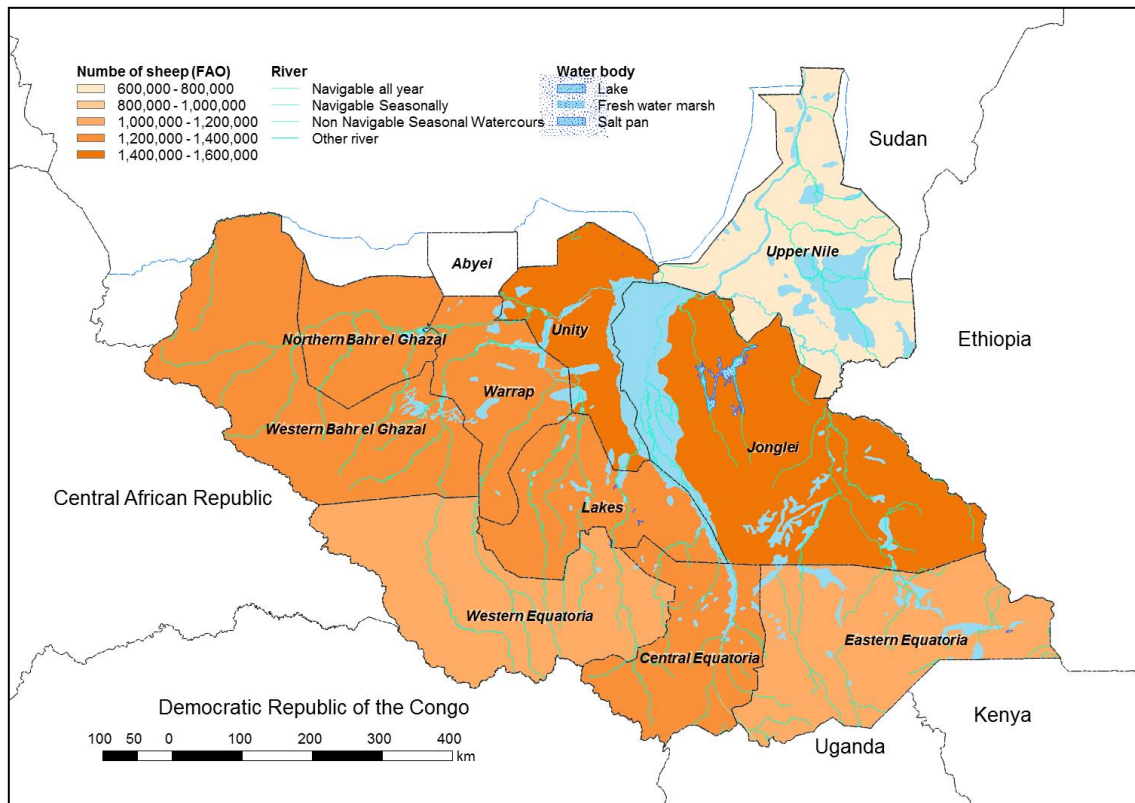 Numbe of sheep (FAO)
600,000 - 800,000
800,000 - 1,000,000
1,000,000 - 1,200,000
1,200,000 - 1,400,000
1,400,000 - 1,600,000
River
Navigable all year
Navigable Seasonally
Non Navigable Seasonal Watercours
Other river
Water body
Lake
Fresh water marsh
Salt pan
Sudan
Upper Nile
Abyei
Ethiopia
Unity
Northern Bahr el Ghazal
Warrap
Jonglei
Western Bahr el Ghazal
Central African Republic
Lakes
Western Equatoria
Eastern Equatoria
Central Equatoria
Democratic Republic of the Congo
Kenya
Uganda
100 50 0 100 200 300 400
km